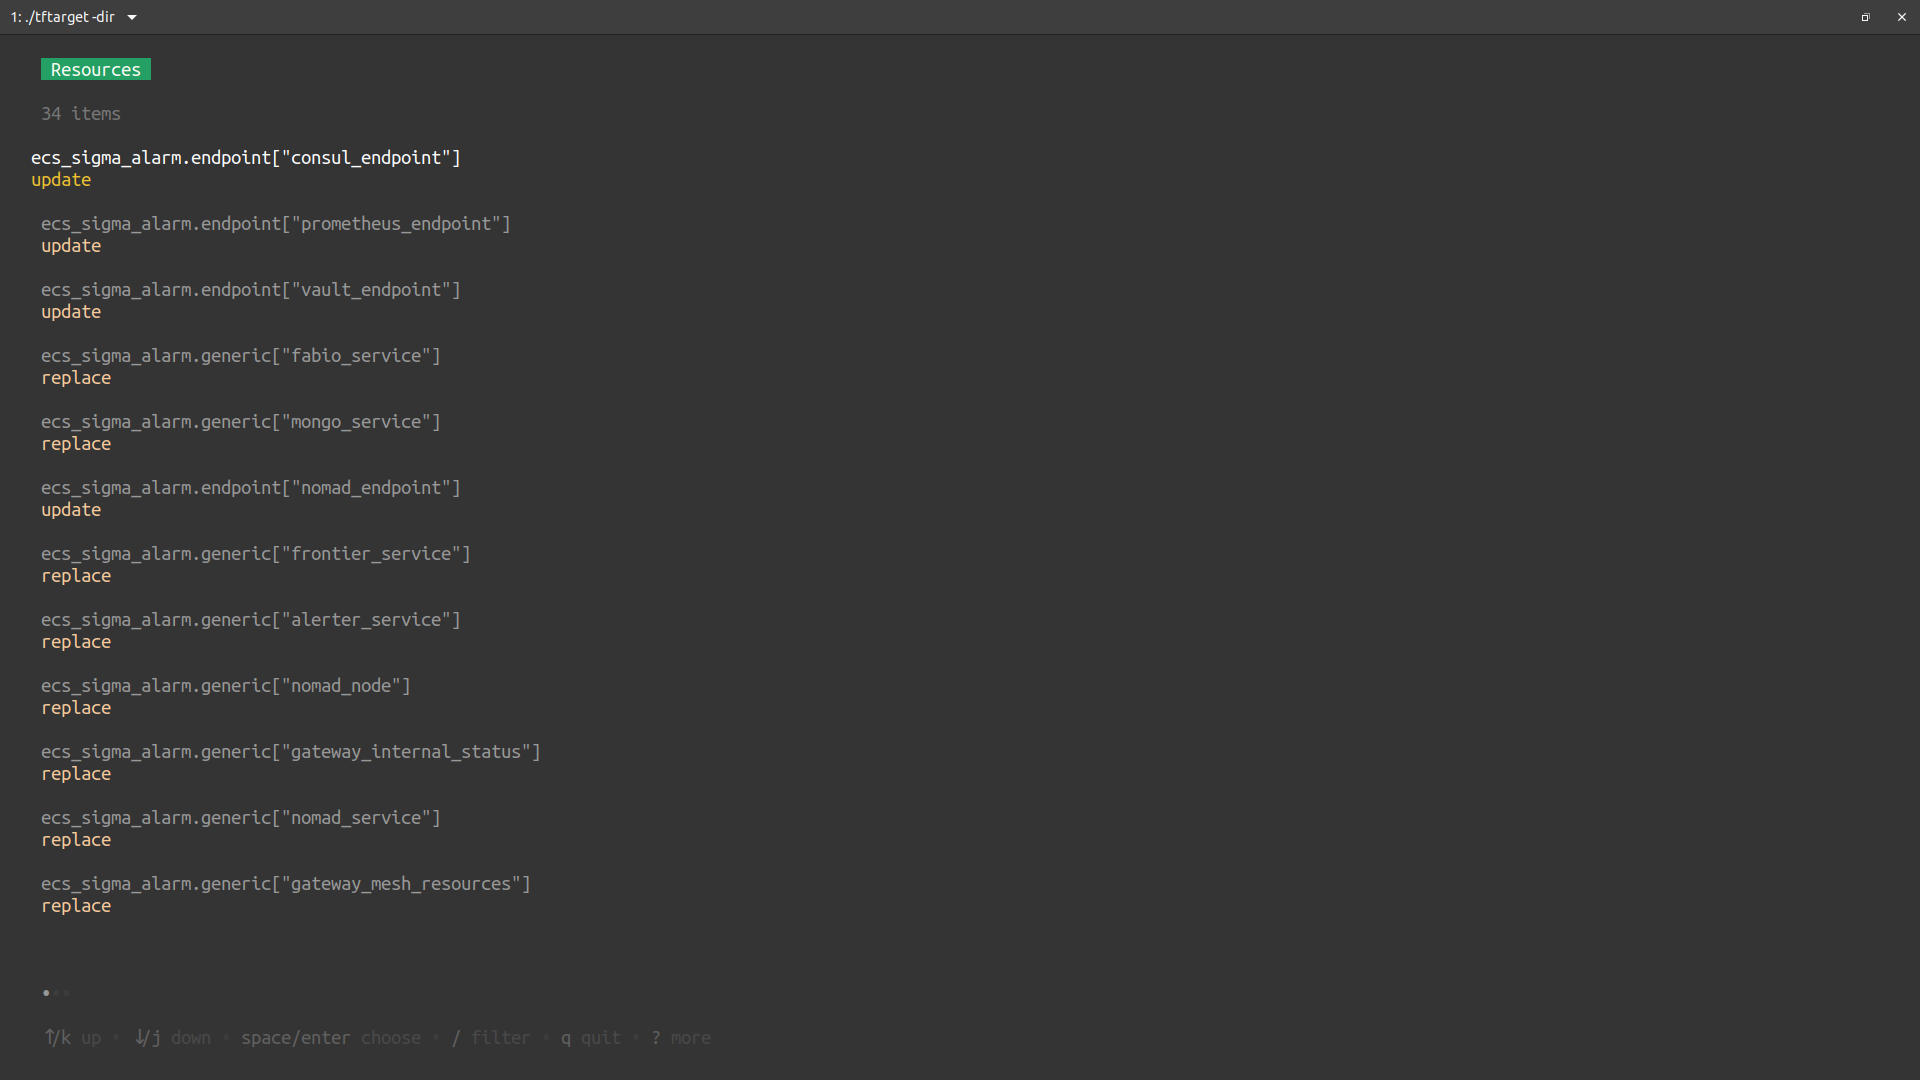 1: ./tftarget -dir
Resources
34 items
ecs_sigma_alarm.endpoint["consul_endpoint"]
update
ecs_sigma_alarm.endpoint["prometheus_endpoint"]
update
ecs_sigma_alarm.endpoint["vault_endpoint"]
update
ecs_sigma_alarm.generic["fabio_service"]
replace
ecs_sigma_alarm.generic["mongo_service"]
replace
ecs_sigma_alarm.endpoint["nomad_endpoint"]
update
ecs_sigma_alarm.generic["frontier_service"]
replace
ecs_sigma_alarm.generic["alerter_service"]
replace
ecs_sigma_alarm.generic["nomad_node"]
replace
ecs_sigma_alarm.generic["gateway_internal_status"]
replace
ecs_sigma_alarm.generic["nomad_service"]
replace
ecs_sigma_alarm.generic["gateway_mesh_resources"]
replace
↑/k up • ↓/j down • space/enter choose • / filter • q quit • ? more